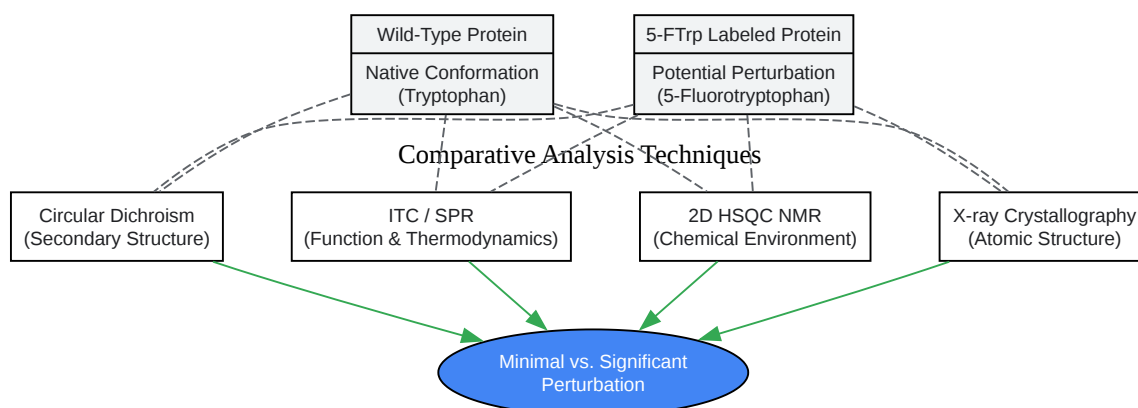 Wild-Type Protein
Native Conformation
(Tryptophan)
5-FTrp Labeled Protein
Potential Perturbation
(5-Fluorotryptophan)
Comparative Analysis Techniques
Circular Dichroism
(Secondary Structure)
ITC / SPR
(Function & Thermodynamics)
2D HSQC NMR
(Chemical Environment)
X-ray Crystallography
(Atomic Structure)
Minimal vs. Significant
Perturbation